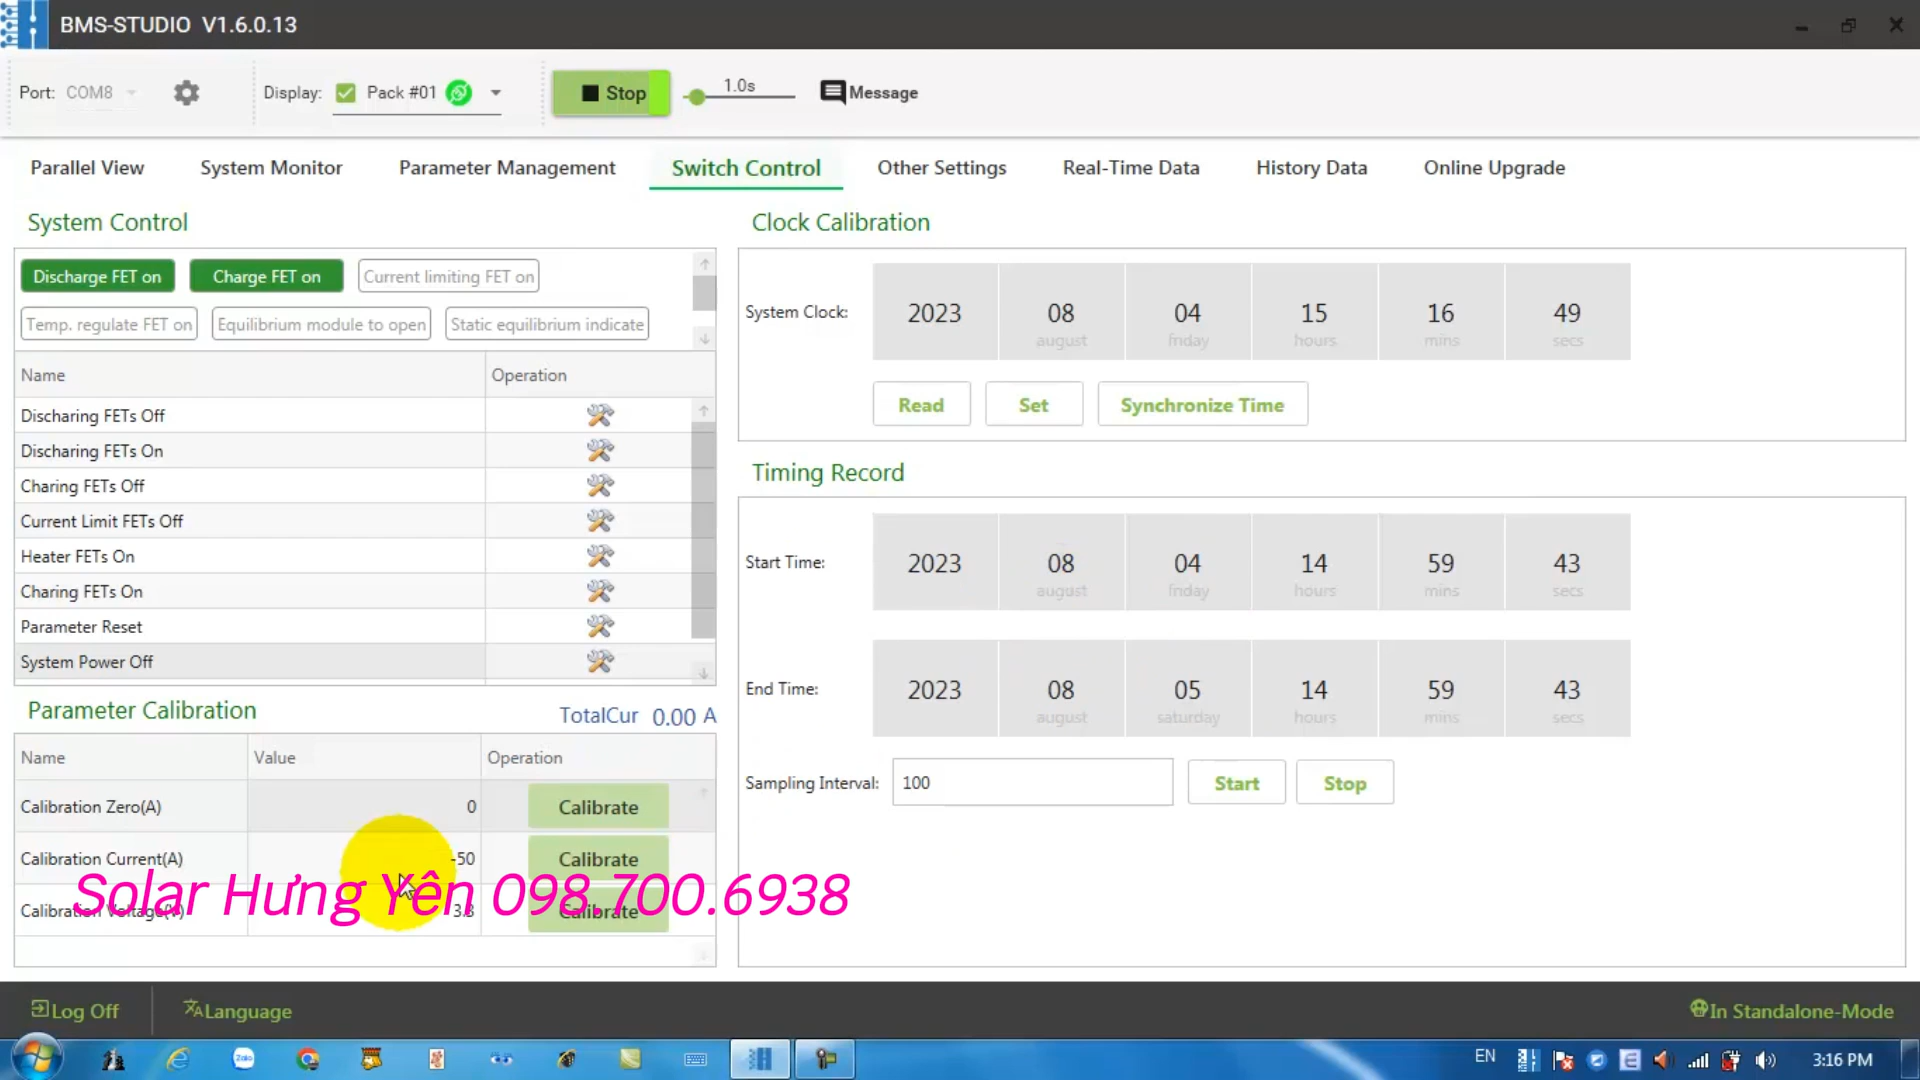 BMS-STUDIO V1.6.0.13
Port: COM8 Display: Pack #01 Stop 1.0s Message
Parallel View System Monitor Parameter Management Switch Control Other Settings Real-Time Data History Data Online Upgrade
System Control
Discharge FET on Charge FET on Current limiting FET on
Temp. regulate FET on Equilibrium module to open Static equilibrium indicate
Name Operation
Discharing FETs Off
Discharing FETs On
Charing FETs Off
Current Limit FETs Off
Heater FETs On
Charing FETs On
Parameter Reset
System Power Off
Parameter Calibration TotalCur 0.00 A
Name Value Operation
Calibration Zero(A) 0 Calibrate
Calibration Current(A) -50 Calibrate
Solar Hưng Yên 098.700.6938
Calibration Voltage(V) 3.3 Calibrate
Clock Calibration
System Clock: 2023 08 04 15 16 49
august friday hours mins secs
Read Set Synchronize Time
Timing Record
Start Time: 2023 08 04 14 59 43
august friday hours mins secs
End Time: 2023 08 05 14 59 43
august saturday hours mins secs
Sampling Interval: 100 Start Stop
Log Off Language In Standalone-Mode
Zalo EN 3:16 PM